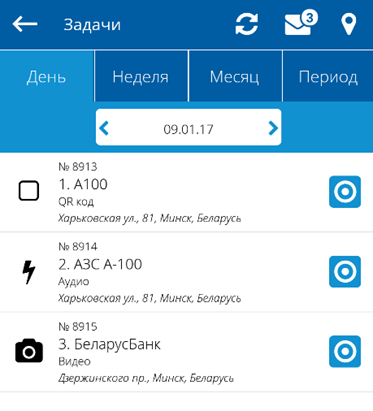 Задачи
3
День Неделя Месяц Период
09.01.17
№ 8913
1. А100
QR код
Харьковская ул., 81, Минск, Беларусь
№ 8914
2. АЗС А-100
Аудио
Харьковская ул., 81, Минск, Беларусь
№ 8915
3. БеларусБанк
Видео
Дзержинского пр., Минск, Беларусь